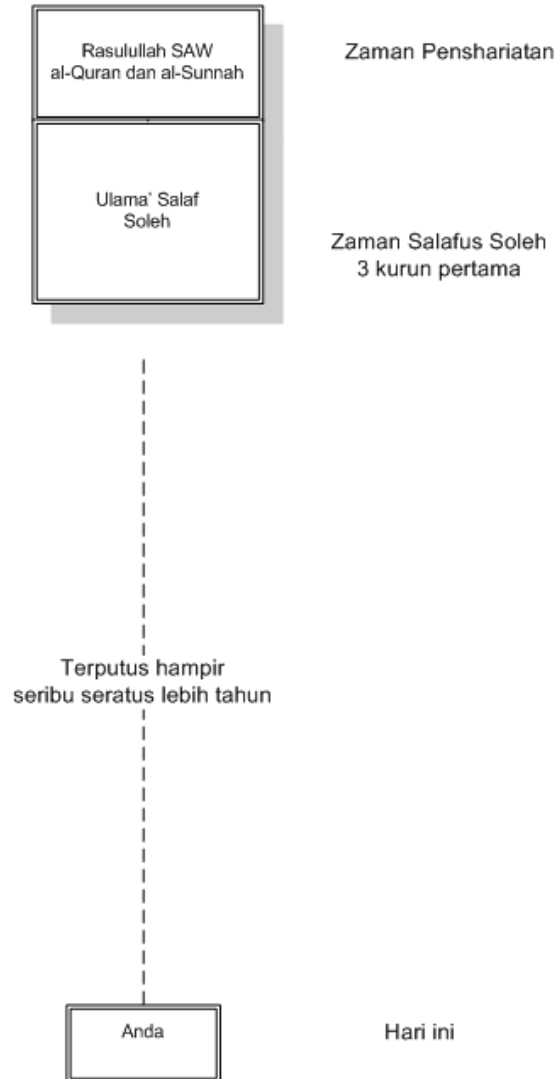 Rasulullah SAW
al-Quran dan al-Sunnah
Zaman Penshariatan
Ulama' Salaf
Soleh
Zaman Salafus Soleh
3 kurun pertama
Terputus hampir
seribu seratus lebih tahun
Anda
Hari ini